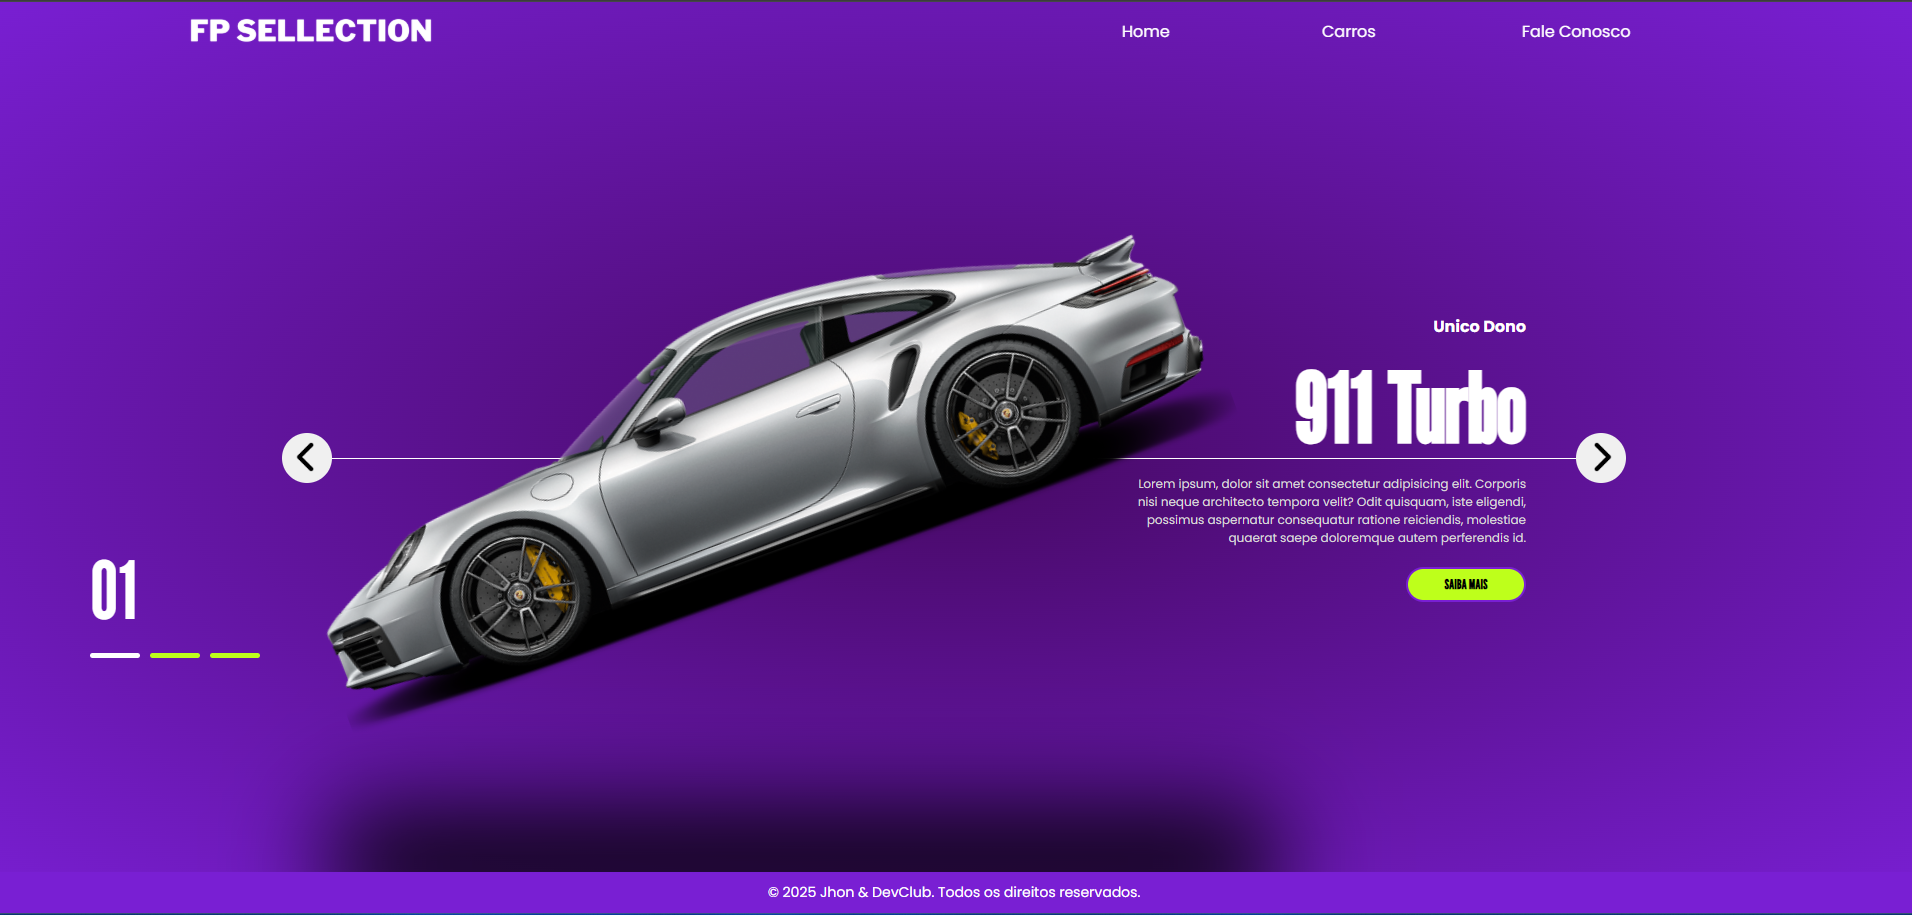 FP SELLECTION
Home
Carros
Fale Conosco
Unico Dono
911 Turbo
Lorem ipsum, dolor sit amet consectetur adipisicing elit. Corporis
nisi neque architecto tempora velit? Odit quisquam, iste eligendi,
possimus aspernatur consequatur ratione reiciendis, molestiae
quaerat saepe doloremque autem perferendis id.
SAIBA MAIS
01
© 2025 Jhon & DevClub. Todos os direitos reservados.